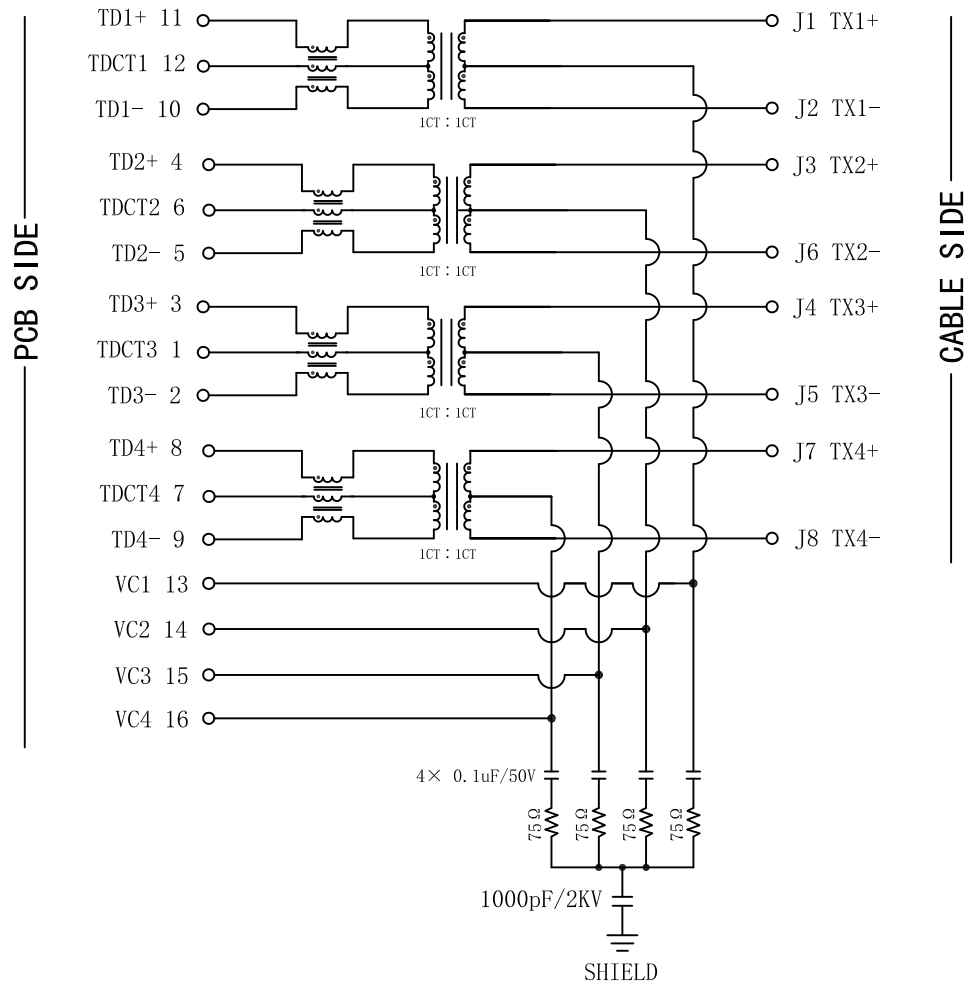 TD1+ 11
J1 TX1+
TDCT1 12
TD1- 10
J2 TX1-
1CT : 1CT
TD2+ 4
J3 TX2+
TDCT2 6
TD2- 5
J6 TX2-
1CT : 1CT
PCB SIDE
CABLE SIDE
TD3+ 3
J4 TX3+
TDCT3 1
TD3- 2
J5 TX3-
1CT : 1CT
TD4+ 8
J7 TX4+
TDCT4 7
TD4- 9
J8 TX4-
1CT : 1CT
VC1 13
VC2 14
VC3 15
VC4 16
4× 0.1uF/50V
75Ω
75Ω
75Ω
75Ω
1000pF/2KV
SHIELD